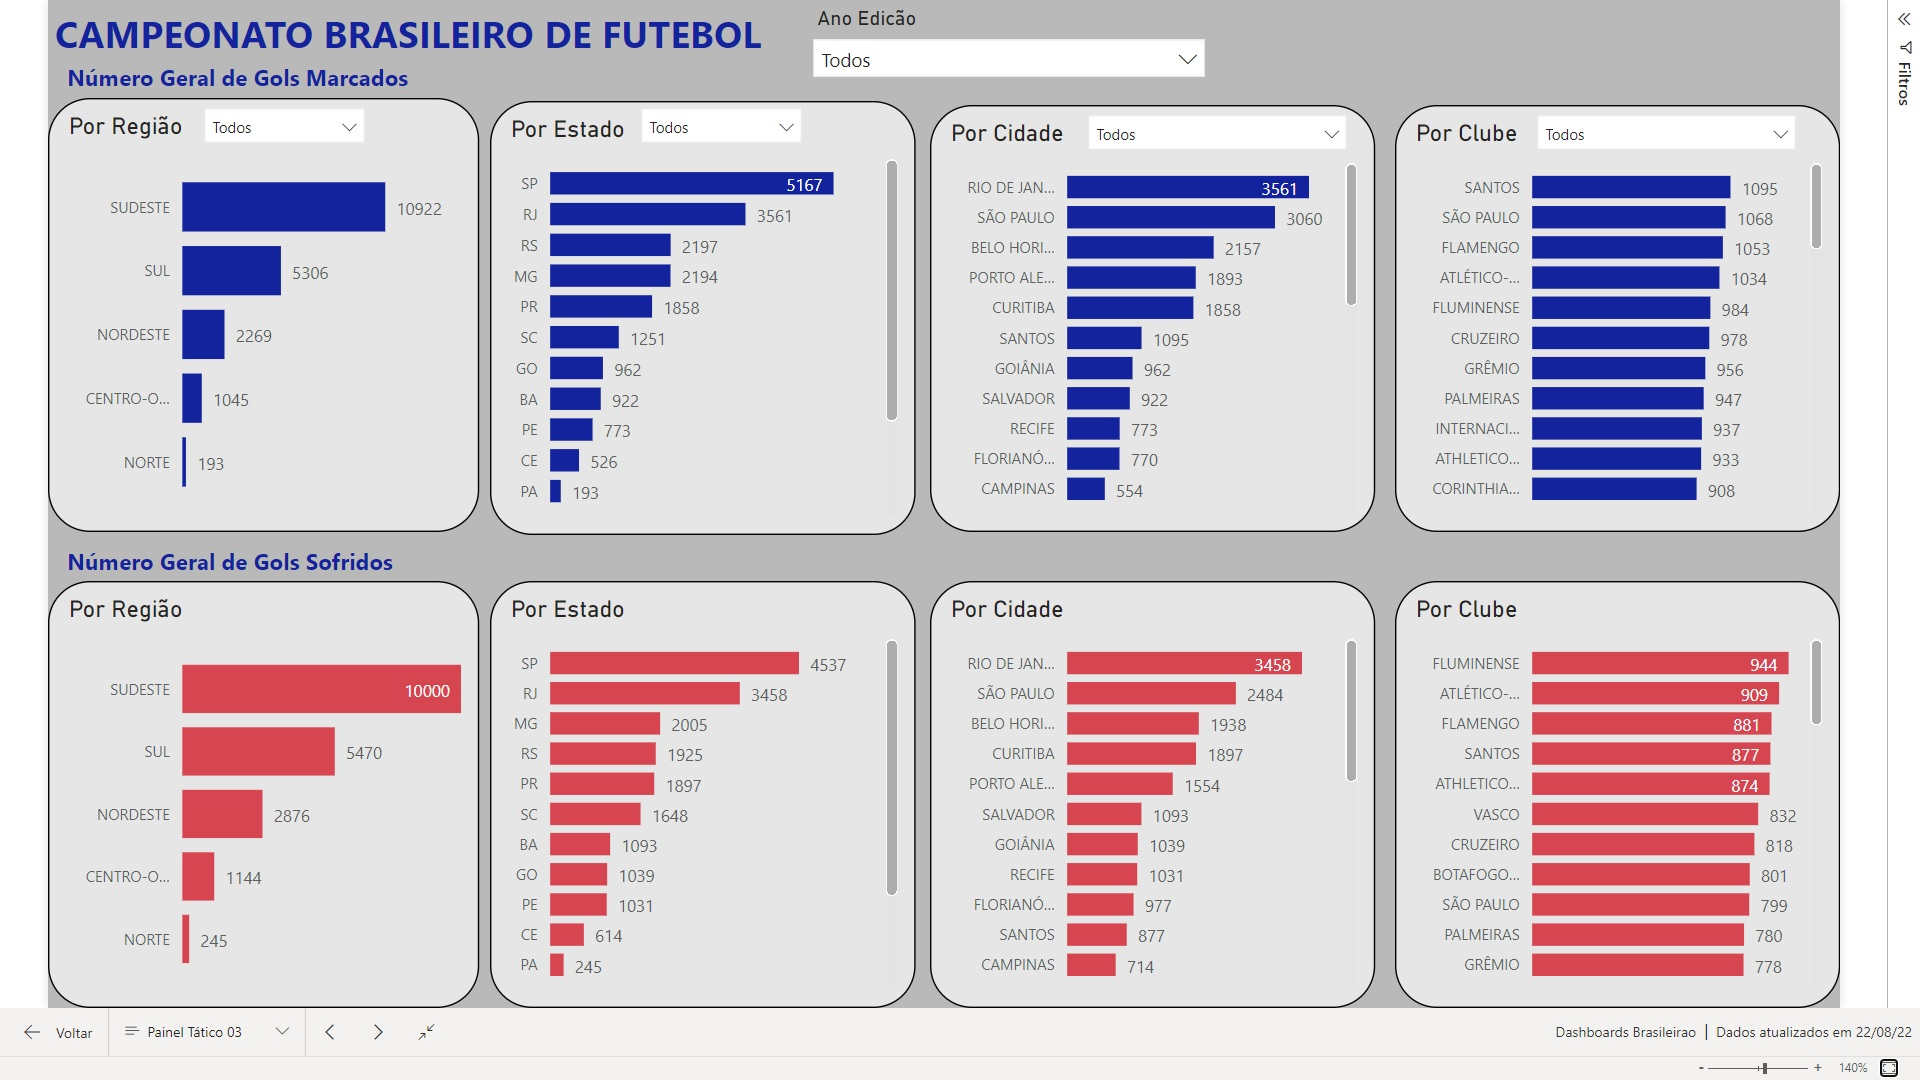 CAMPEONATO BRASILEIRO DE FUTEBOL
Ano Edicão
Todos
Número Geral de Gols Marcados
Por Região
Todos
SUDESTE 10922
SUL 5306
NORDESTE 2269
CENTRO-O... 1045
NORTE 193
Por Estado
Todos
SP 5167
RJ 3561
RS 2197
MG 2194
PR 1858
SC 1251
GO 962
BA 922
PE 773
CE 526
PA 193
Por Cidade
Todos
RIO DE JAN... 3561
SÃO PAULO 3060
BELO HORI... 2157
PORTO ALE... 1893
CURITIBA 1858
SANTOS 1095
GOIÂNIA 962
SALVADOR 922
RECIFE 773
FLORIANÓ... 770
CAMPINAS 554
Por Clube
Todos
SANTOS 1095
SÃO PAULO 1068
FLAMENGO 1053
ATLÉTICO-... 1034
FLUMINENSE 984
CRUZEIRO 978
GRÊMIO 956
PALMEIRAS 947
INTERNACI... 937
ATHLETICO... 933
CORINTHIA... 908
Número Geral de Gols Sofridos
Por Região
SUDESTE 10000
SUL 5470
NORDESTE 2876
CENTRO-O... 1144
NORTE 245
Por Estado
SP 4537
RJ 3458
MG 2005
RS 1925
PR 1897
SC 1648
BA 1093
GO 1039
PE 1031
CE 614
PA 245
Por Cidade
RIO DE JAN... 3458
SÃO PAULO 2484
BELO HORI... 1938
CURITIBA 1897
PORTO ALE... 1554
SALVADOR 1093
GOIÂNIA 1039
RECIFE 1031
FLORIANÓ... 977
SANTOS 877
CAMPINAS 714
Por Clube
FLUMINENSE 944
ATLÉTICO-... 909
FLAMENGO 881
SANTOS 877
ATHLETICO... 874
VASCO 832
CRUZEIRO 818
BOTAFOGO... 801
SÃO PAULO 799
PALMEIRAS 780
GRÊMIO 778
Filtros
Voltar
Painel Tático 03
Dashboards Brasileirao | Dados atualizados em 22/08/22
- + 140%